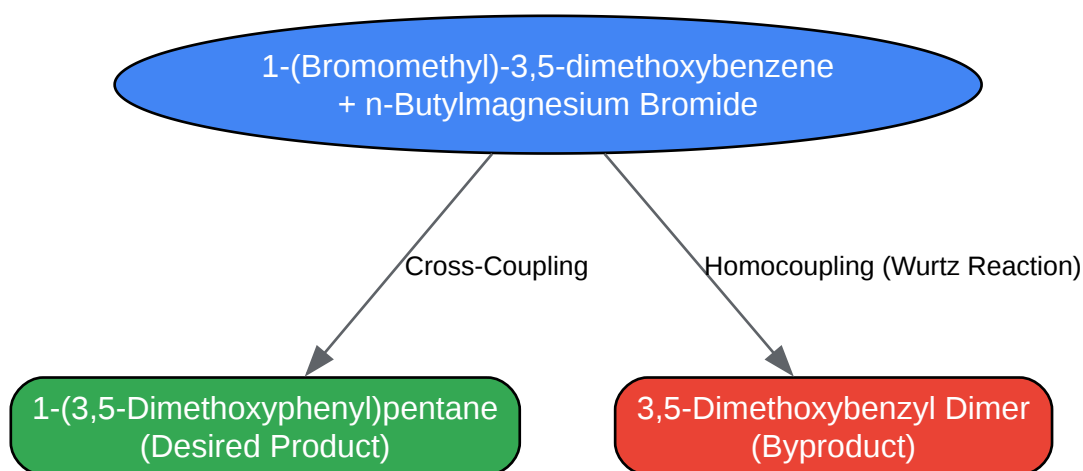 1-(Bromomethyl)-3,5-dimethoxybenzene
+ n-Butylmagnesium Bromide
Cross-Coupling
Homocoupling (Wurtz Reaction)
1-(3,5-Dimethoxyphenyl)pentane
(Desired Product)
3,5-Dimethoxybenzyl Dimer
(Byproduct)